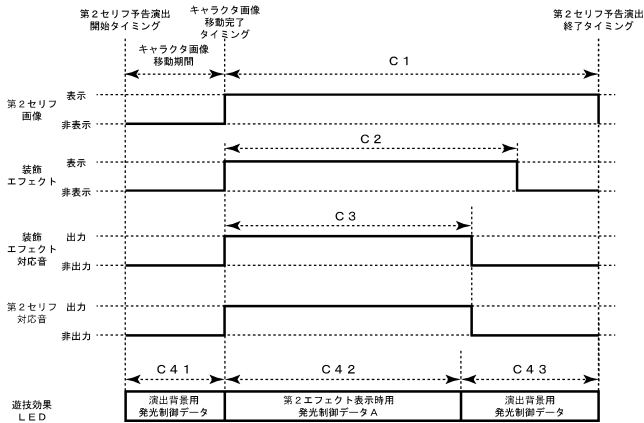 第２セリフ予告演出
開始タイミング
キャラクタ画像
移動完了
タイミング
第２セリフ予告演出
終了タイミング
キャラクタ画像
移動期間
Ｃ１
第２セリフ
画像
表示
非表示
Ｃ２
装飾
エフェクト
表示
非表示
Ｃ３
装飾
エフェクト
対応音
出力
非出力
第２セリフ
対応音
出力
非出力
Ｃ４１
Ｃ４２
Ｃ４３
遊技効果
ＬＥＤ
演出背景用
発光制御データ
第２エフェクト表示時用
発光制御データＡ
演出背景用
発光制御データ